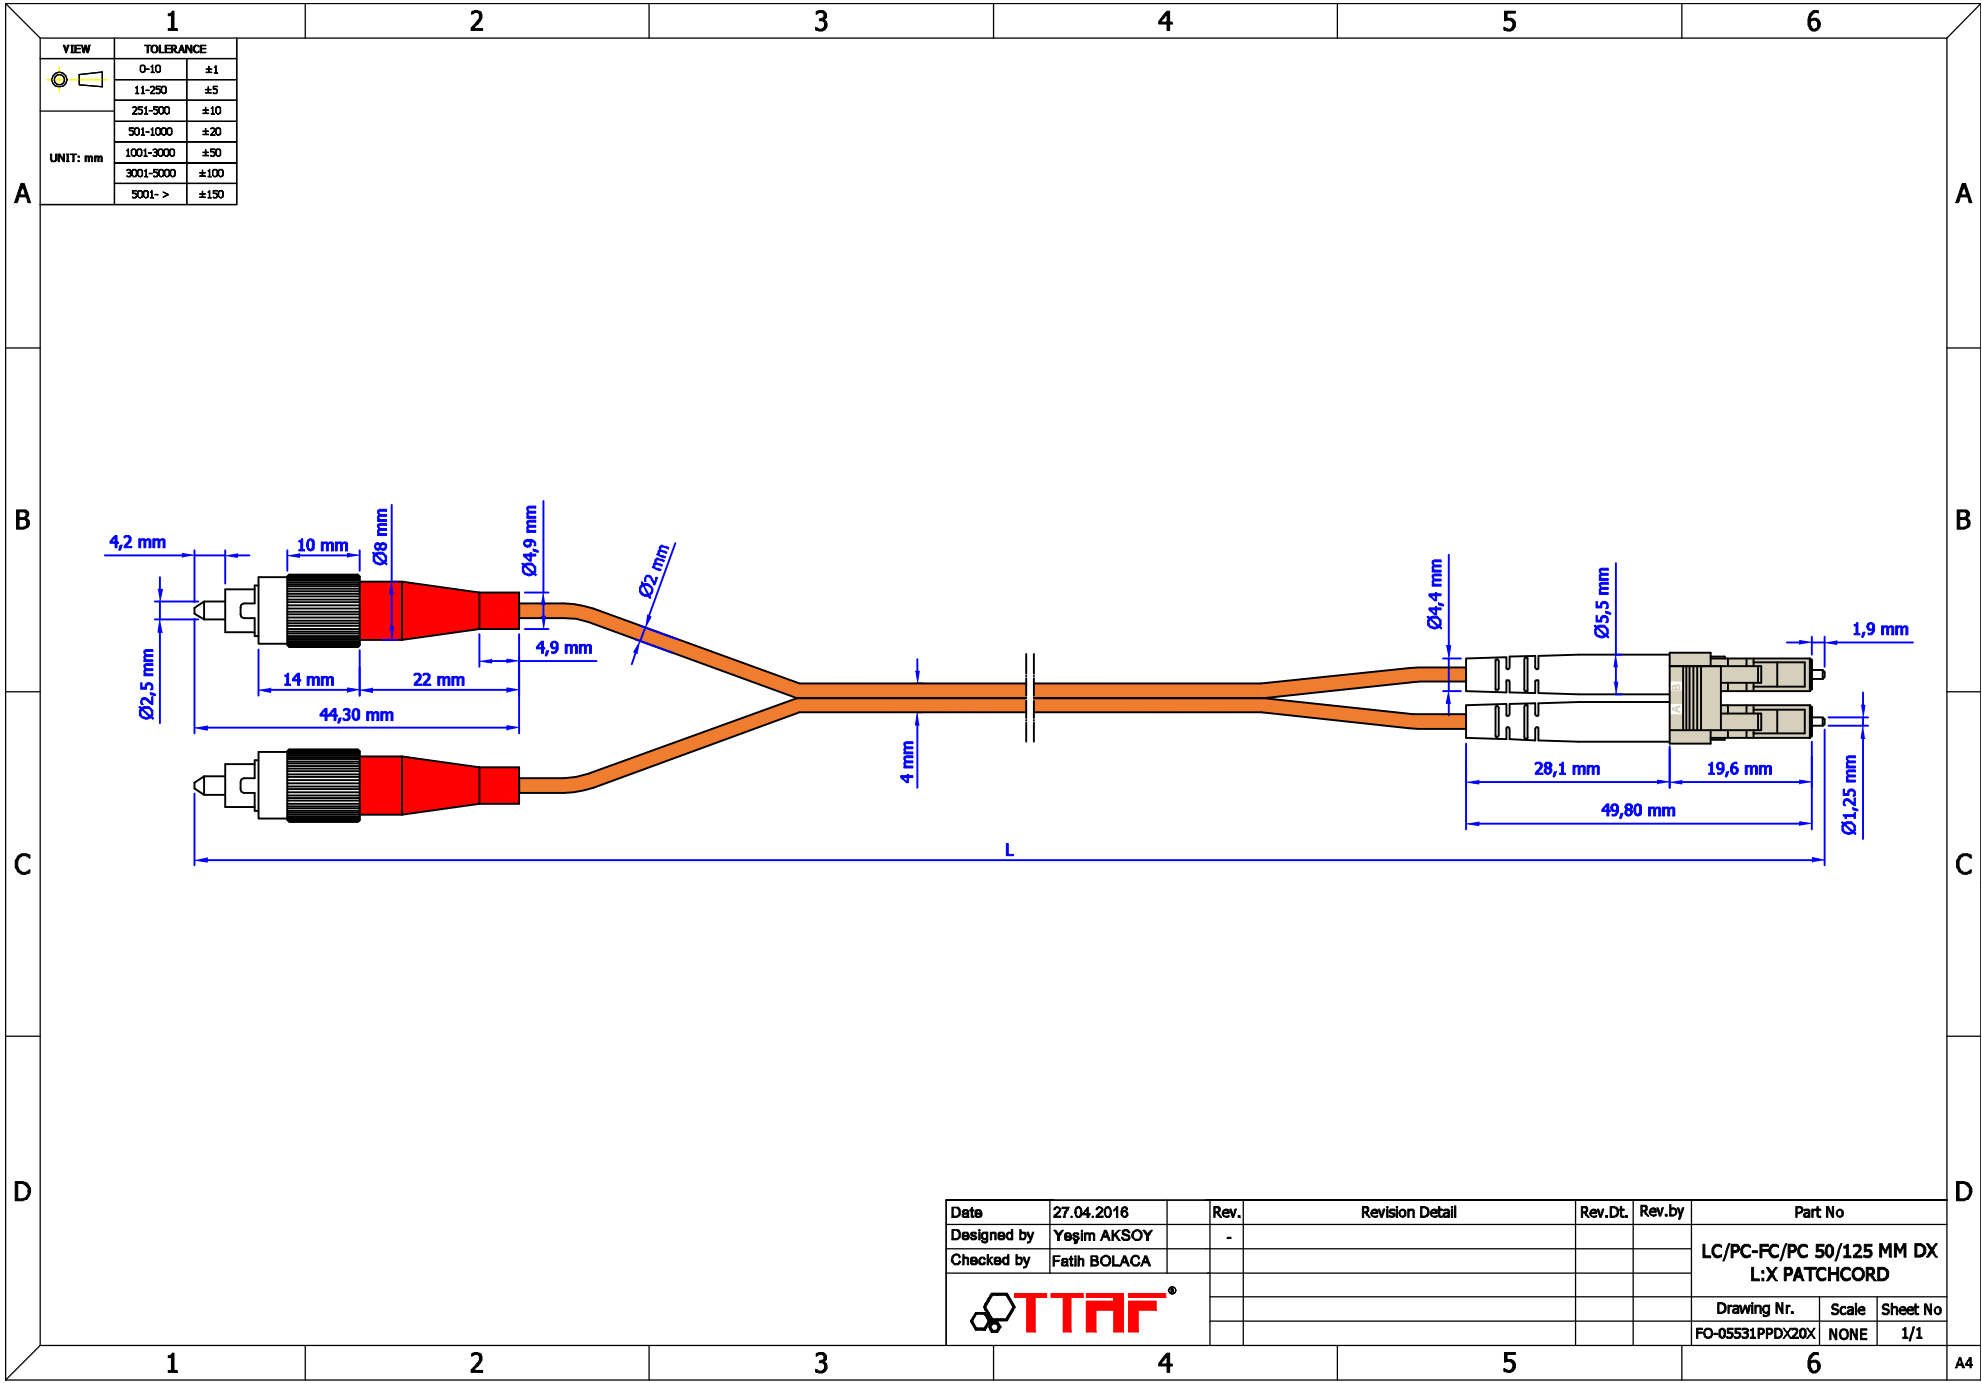 1 2 3 4 5 6
VIEW TOLERANCE
0-10 ±1
11-250 ±5
251-500 ±10
501-1000 ±20
UNIT: mm
1001-3000 ±50
3001-5000 ±100
5001- > ±150
A A
B B
4,2 mm
10 mm
Ø8 mm
Ø4,9 mm
Ø2 mm
Ø4,4 mm
Ø5,5 mm
1,9 mm
Ø2,5 mm
14 mm
22 mm
4,9 mm
44,30 mm
4 mm
A B
28,1 mm
19,6 mm
49,80 mm
Ø1,25 mm
L
C C
D D
Date 27.04.2016 Rev. Revision Detail Rev.Dt. Rev.by Part No
Designed by Yeşim AKSOY -
Checked by Fatih BOLACA
LC/PC-FC/PC 50/125 MM DX
L:X PATCHCORD
TTAF®
Drawing Nr. Scale Sheet No
FO-05531PPDX20X NONE 1/1
1 2 3 4 5 6
A4